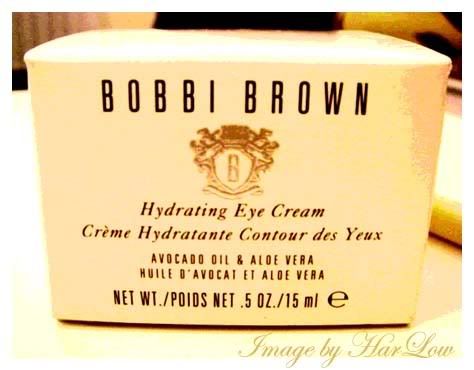 BOBBI BROWN
B
Hydrating Eye Cream
Crème Hydratante Contour des Yeux
AVOCADO OIL & ALOE VERA
HUILE D'AVOCAT ET ALOE VERA
NET WT./POIDS NET .5 OZ./15 ml ℮
Image by HarLow